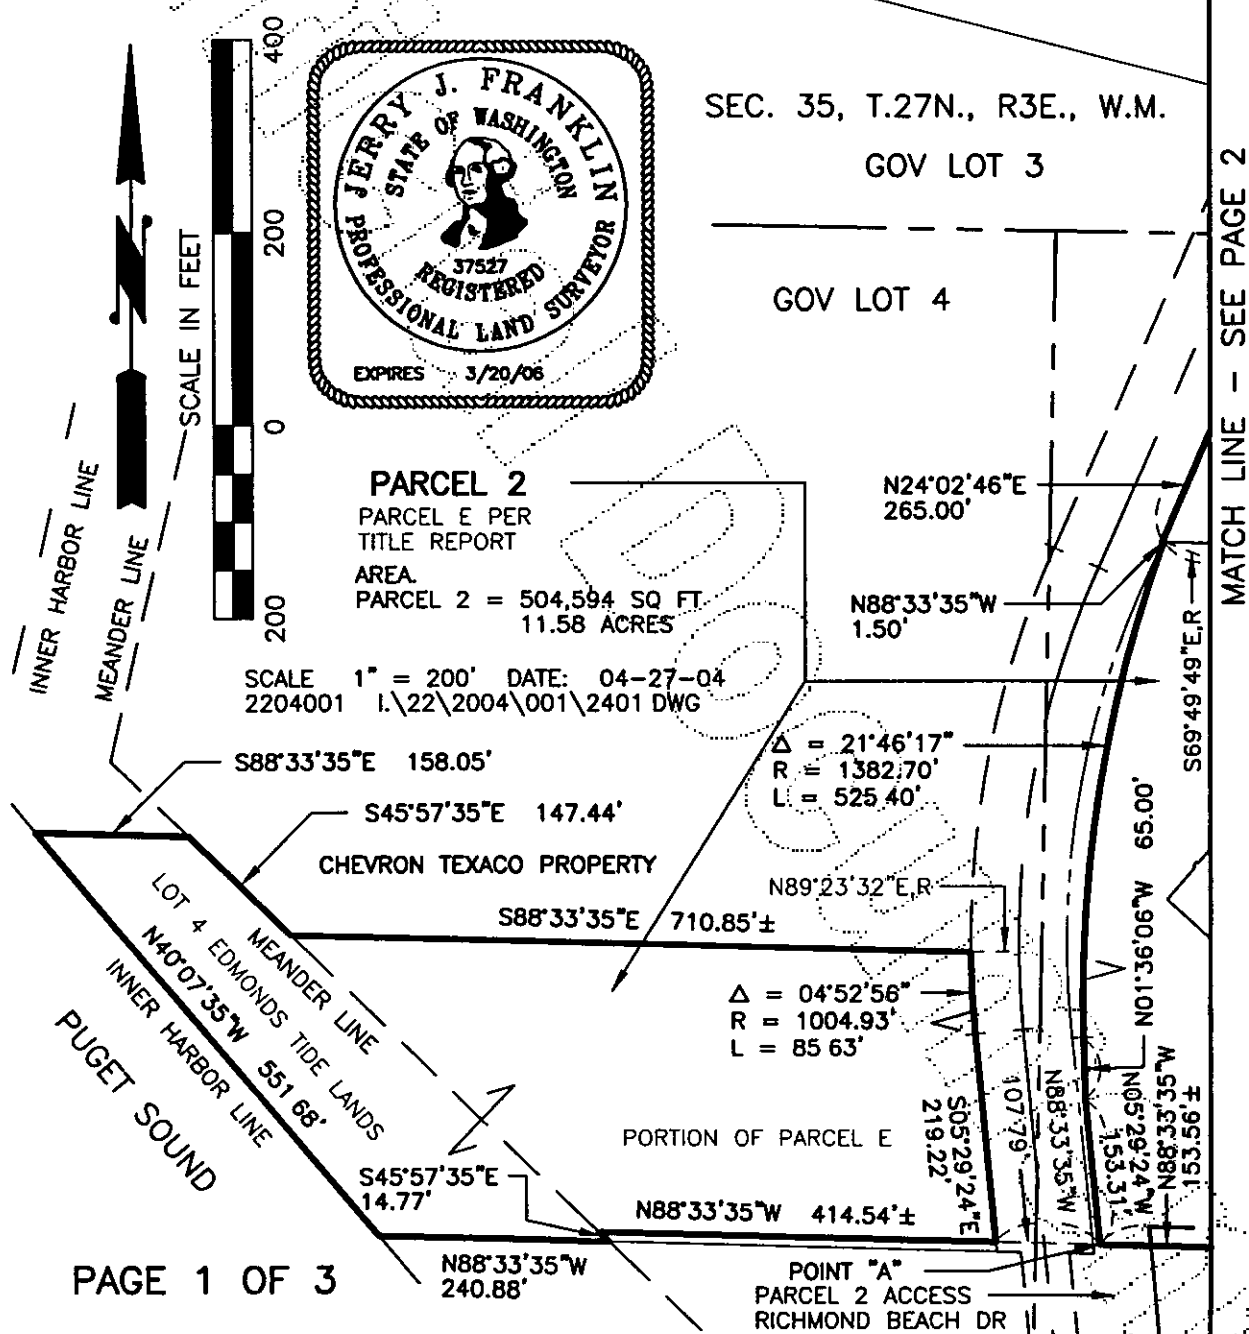 400
200
0
200
SCALE IN FEET
N
JERRY J. FRANKLIN
STATE OF WASHINGTON
37527
REGISTERED
PROFESSIONAL LAND SURVEYOR
EXPIRES 3/20/06
SEC. 35, T.27N., R3E., W.M.
GOV LOT 3
GOV LOT 4
MATCH LINE - SEE PAGE 2
INNER HARBOR LINE
MEANDER LINE
PARCEL 2
PARCEL E PER
TITLE REPORT
AREA.
PARCEL 2 = 504,594 SQ FT
11.58 ACRES
SCALE 1" = 200' DATE: 04-27-04
2204001 I.\22\2004\001\2401 DWG
N24°02'46"E
265.00'
N88°33'35"W
1.50'
S69°49'49"E,R
Δ = 21°46'17"
R = 1382.70'
L = 525.40'
S88°33'35"E 158.05'
S45°57'35"E 147.44'
CHEVRON TEXACO PROPERTY
N89°23'32"E,R
S88°33'35"E 710.85'±
N01°36'06"W 65.00'
LOT 4 EDMONDS TIDE LANDS
MEANDER LINE
N40°07'35"W 551 68'
INNER HARBOR LINE
PUGET SOUND
Δ = 04°52'56"
R = 1004.93'
L = 85 63'
S05°29'24"E
219.22'
107.79'
N88°33'35"W
N05°29'24"W
153.31'
N88°33'35"W
153.56'±
PORTION OF PARCEL E
S45°57'35"E
14.77'
N88°33'35"W 414.54'±
N88°33'35"W
240.88'
POINT "A"
PARCEL 2 ACCESS
RICHMOND BEACH DR
PAGE 1 OF 3